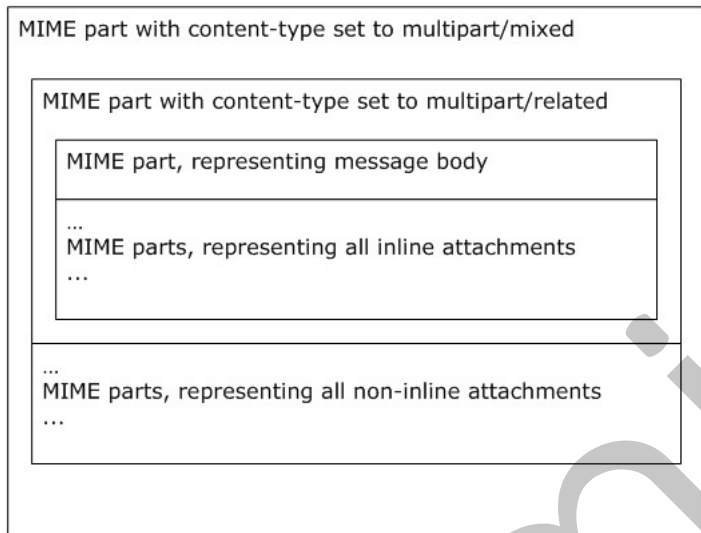 MIME part with content-type set to multipart/mixed
MIME part with content-type set to multipart/related
MIME part, representing message body
...
MIME parts, representing all inline attachments
...
...
MIME parts, representing all non-inline attachments
...